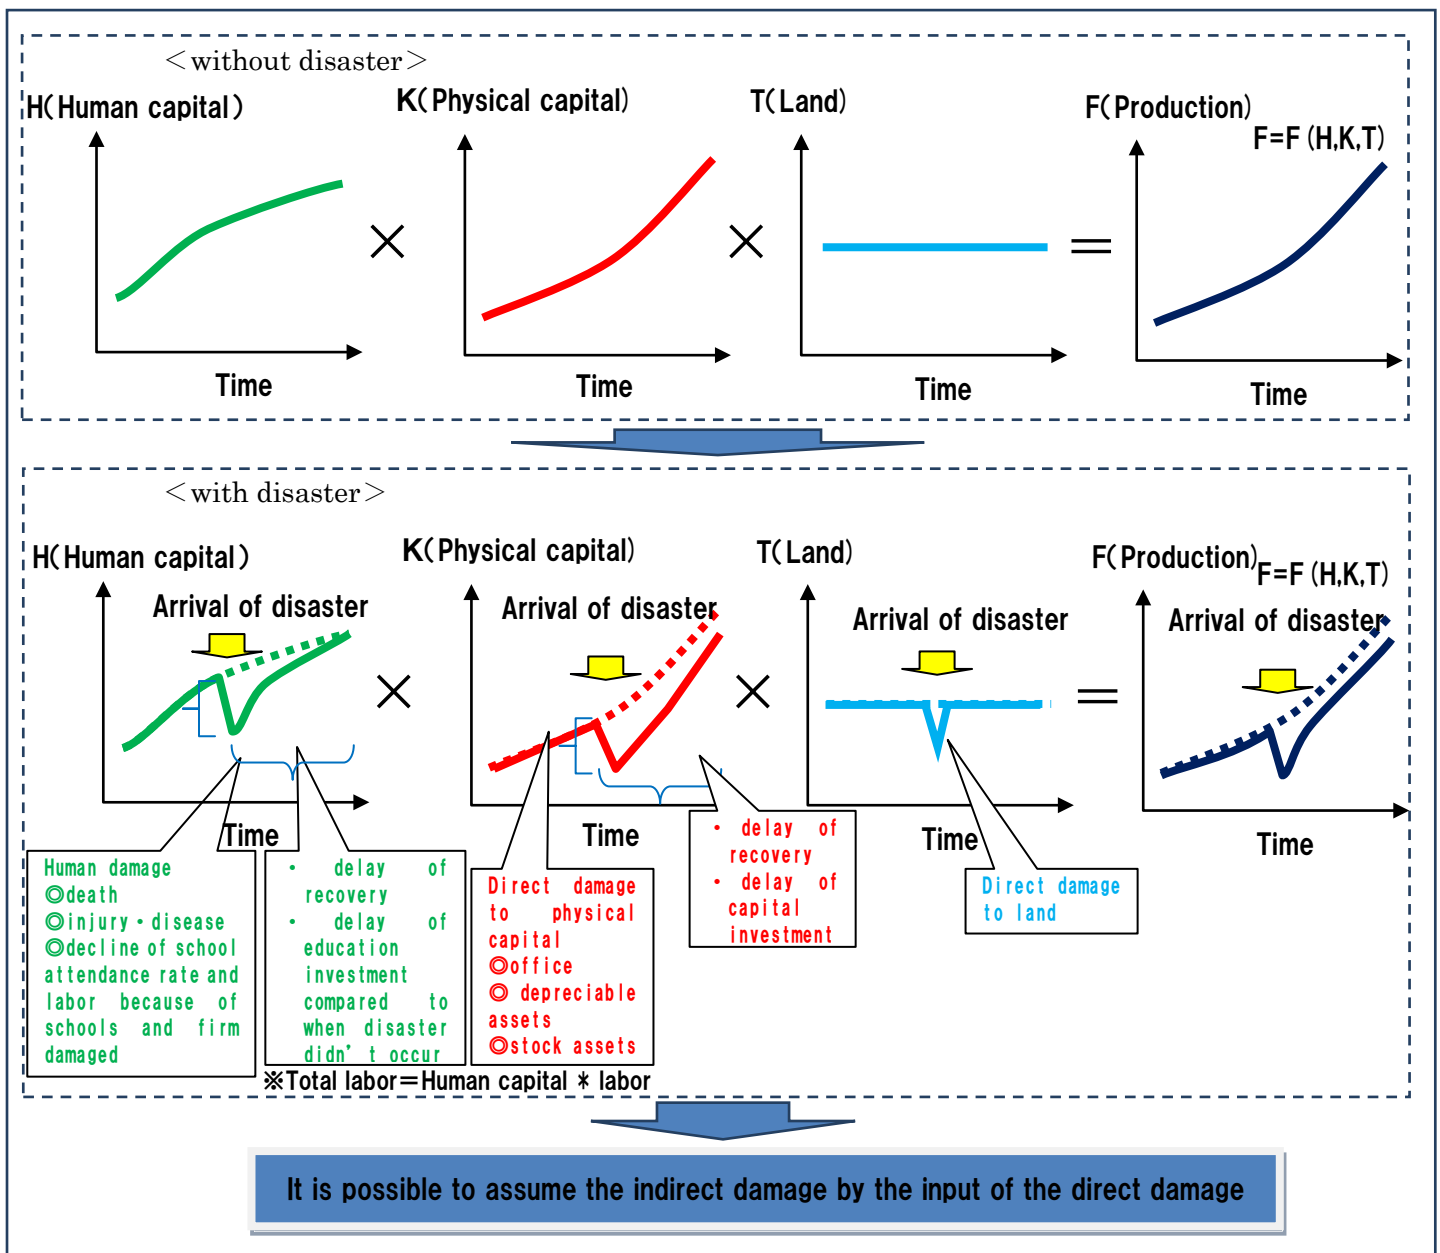 ＜without disaster＞
H(Human capital)
K(Physical capital)
T(Land)
F(Production)
F=F(H,K,T)
×
×
＝
Time
Time
Time
Time
＜with disaster＞
H(Human capital)
K(Physical capital)
T(Land)
F(Production)
F=F(H,K,T)
Arrival of disaster
Arrival of disaster
Arrival of disaster
Arrival of disaster
×
×
＝
Time
Time
Time
Time
Human damage
◎death
◎injury・disease
◎decline of school
attendance rate and
labor because of
schools and firm
damaged
・ delay of
recovery
・ delay of
education
investment
compared to
when disaster
didn't occur
Direct damage
to physical
capital
◎office
◎ depreciable
assets
◎stock assets
・ delay of
recovery
・ delay of
capital
investment
Direct damage
to land
※Total labor＝Human capital * labor
It is possible to assume the indirect damage by the input of the direct damage